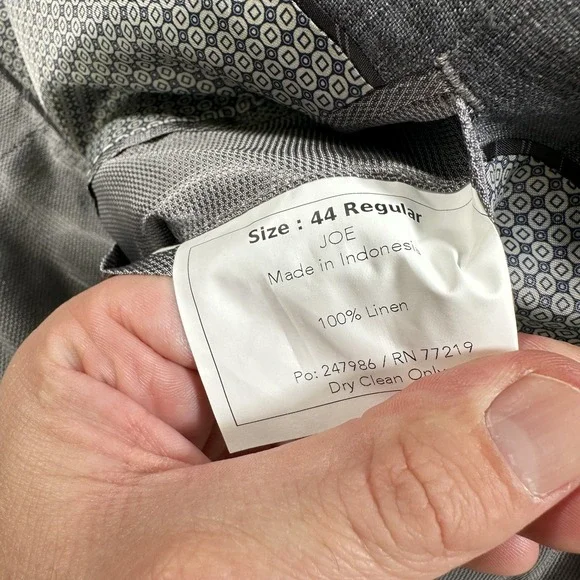 Size : 44 Regular
JOE
Made in Indonesia
100% Linen
Po: 247986 / RN 77219
Dry Clean Only